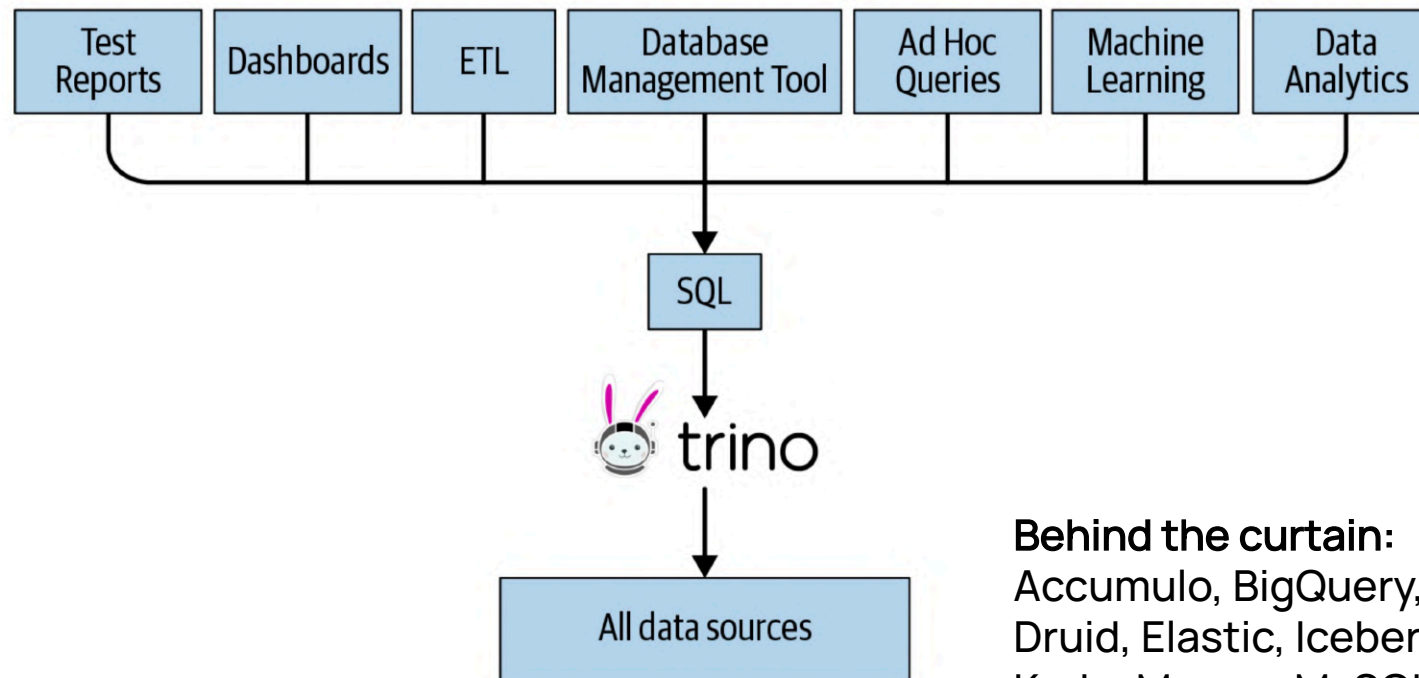 Test
Reports
Dashboards
ETL
Database
Management Tool
Ad Hoc
Queries
Machine
Learning
Data
Analytics
SQL
trino
All data sources
Behind the curtain:
Accumulo, BigQuery,
Druid, Elastic,